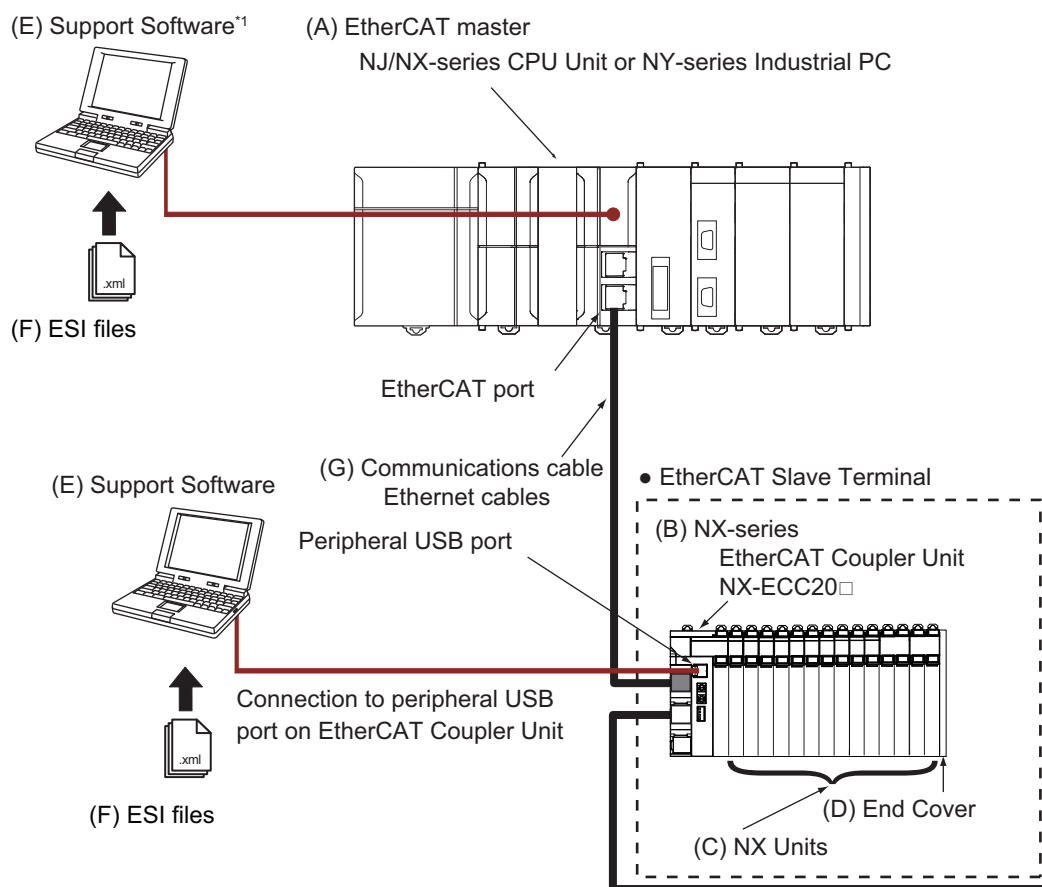 (E) Support Software*1
(A) EtherCAT master
NJ/NX-series CPU Unit or NY-series Industrial PC
.xml
(F) ESI files
EtherCAT port
(G) Communications cable
Ethernet cables
● EtherCAT Slave Terminal
(E) Support Software
(B) NX-series
EtherCAT Coupler Unit
NX-ECC20□
Peripheral USB port
Connection to peripheral USB
port on EtherCAT Coupler Unit
.xml
(F) ESI files
(D) End Cover
(C) NX Units